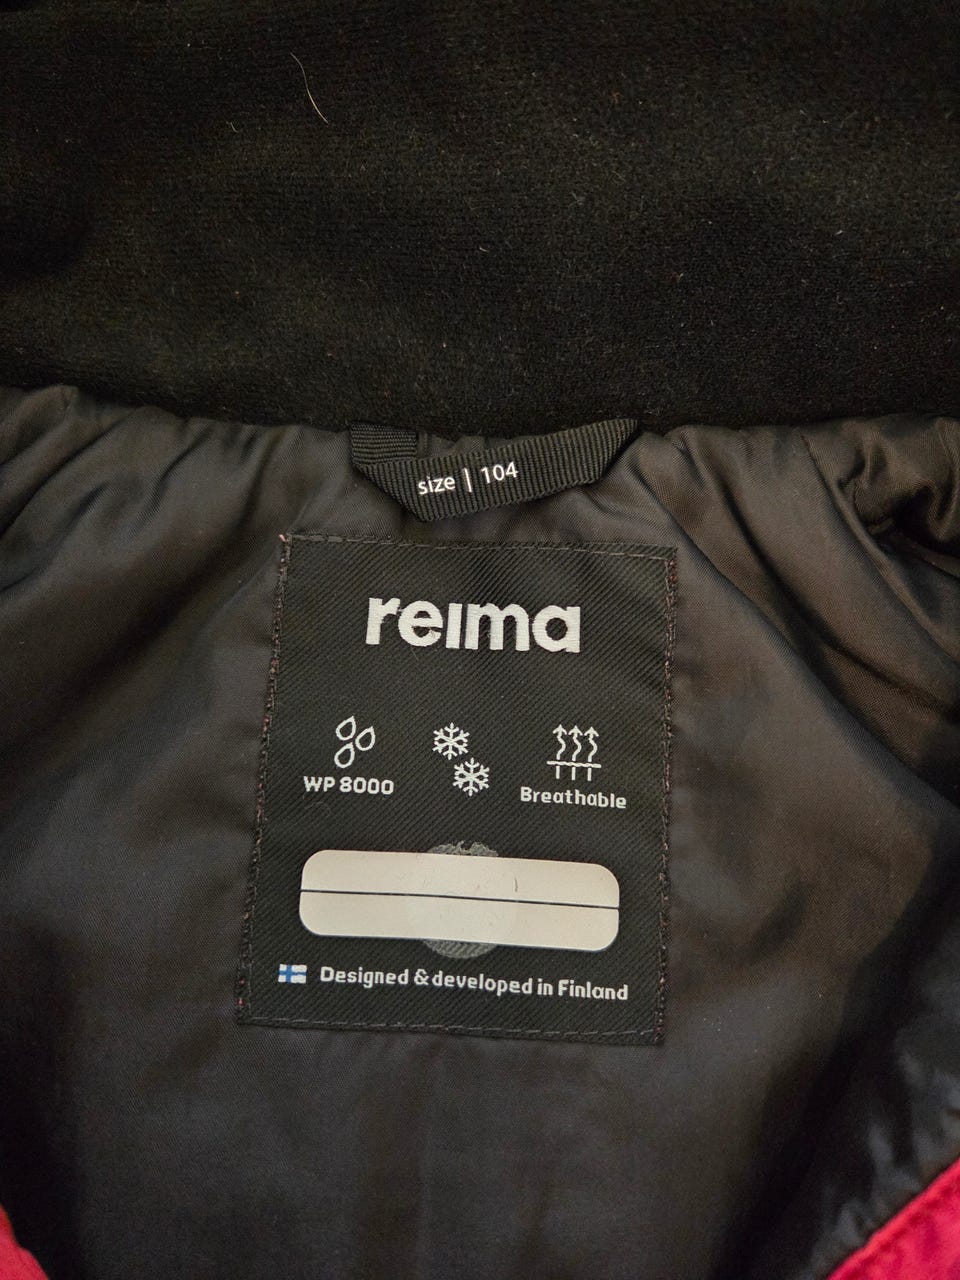 size | 104
reima
WP 8000
Breathable
Designed & developed in Finland